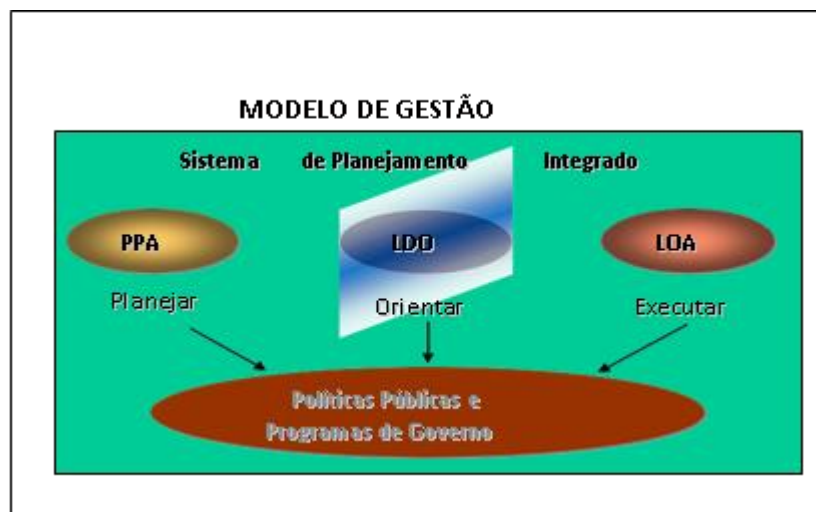 MODELO DE GESTÃO
Sistema de Planejamento Integrado
PPA LDO LOA
Planejar Orientar Executar
Políticas Públicas e
Programas de Governo